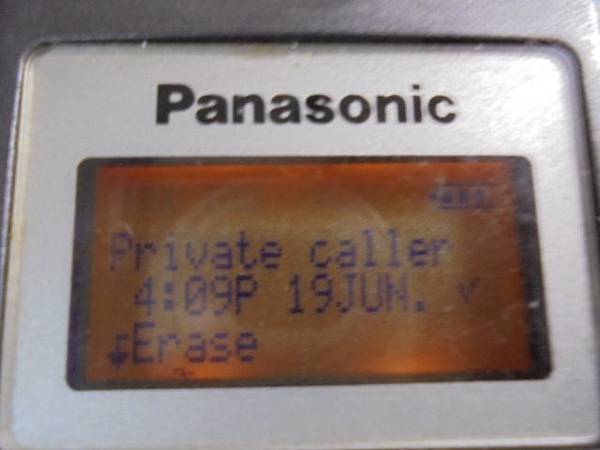 Panasonic
Private caller
4:09P 19JUN. ✓
↓Erase